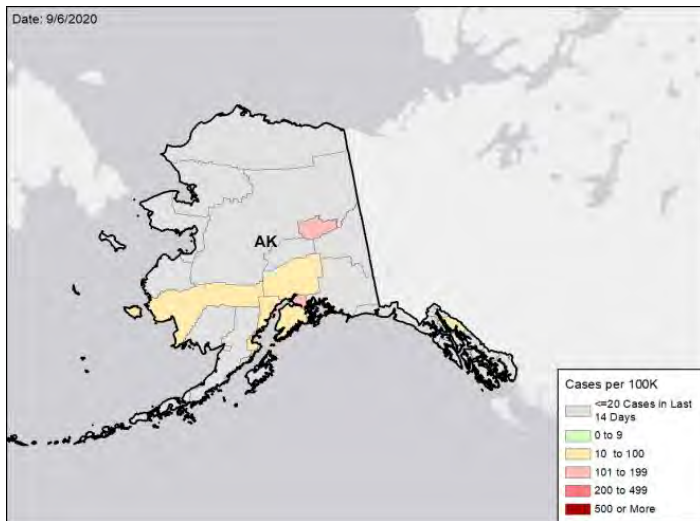 Date: 9/6/2020
AK
Cases per 100K
<=20 Cases in Last
14 Days
0 to 9
10 to 100
101 to 199
200 to 499
500 or More